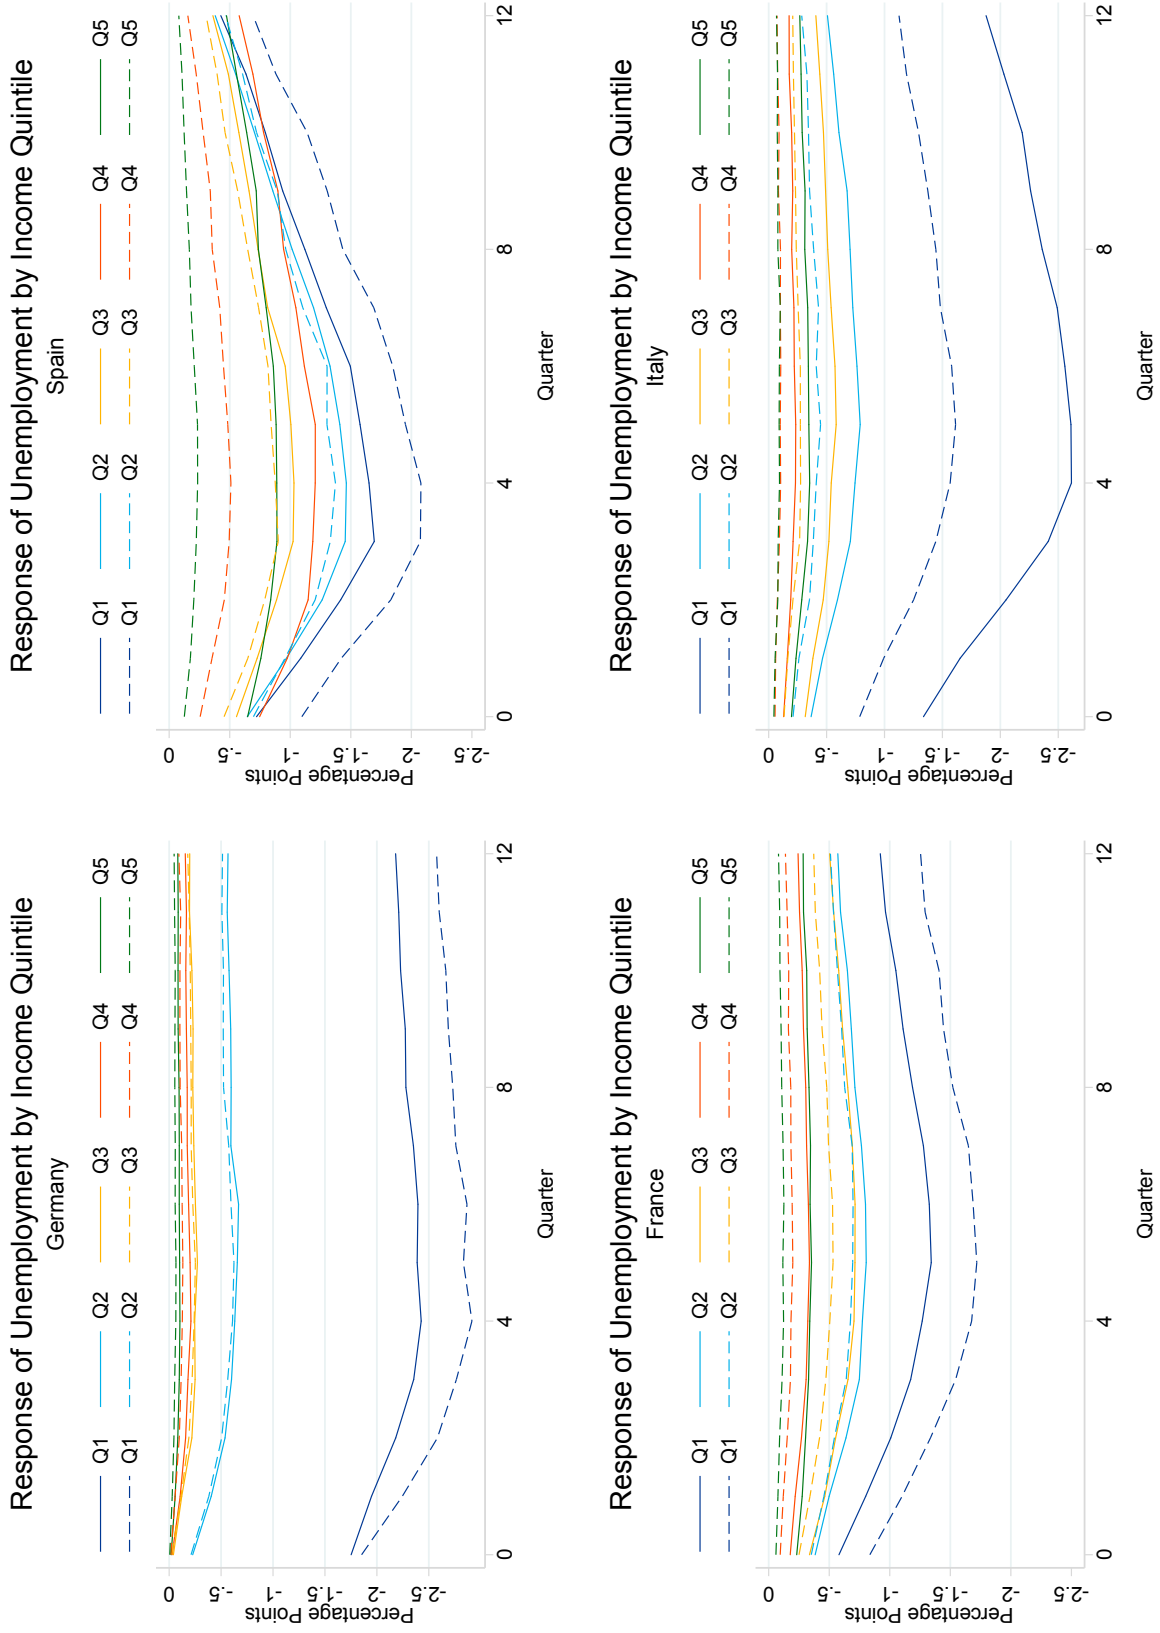 Response of Unemployment by Income Quintile
Germany
Q1 Q2 Q3 Q4 Q5
Q1 Q2 Q3 Q4 Q5
Percentage Points
0
-.5
-1
-1.5
-2
-2.5
0 4 8 12
Quarter
Response of Unemployment by Income Quintile
Spain
Q1 Q2 Q3 Q4 Q5
Q1 Q2 Q3 Q4 Q5
Percentage Points
0
-.5
-1
-1.5
-2
-2.5
0 4 8 12
Quarter
Response of Unemployment by Income Quintile
France
Q1 Q2 Q3 Q4 Q5
Q1 Q2 Q3 Q4 Q5
Percentage Points
0
-.5
-1
-1.5
-2
-2.5
0 4 8 12
Quarter
Response of Unemployment by Income Quintile
Italy
Q1 Q2 Q3 Q4 Q5
Q1 Q2 Q3 Q4 Q5
Percentage Points
0
-.5
-1
-1.5
-2
-2.5
0 4 8 12
Quarter